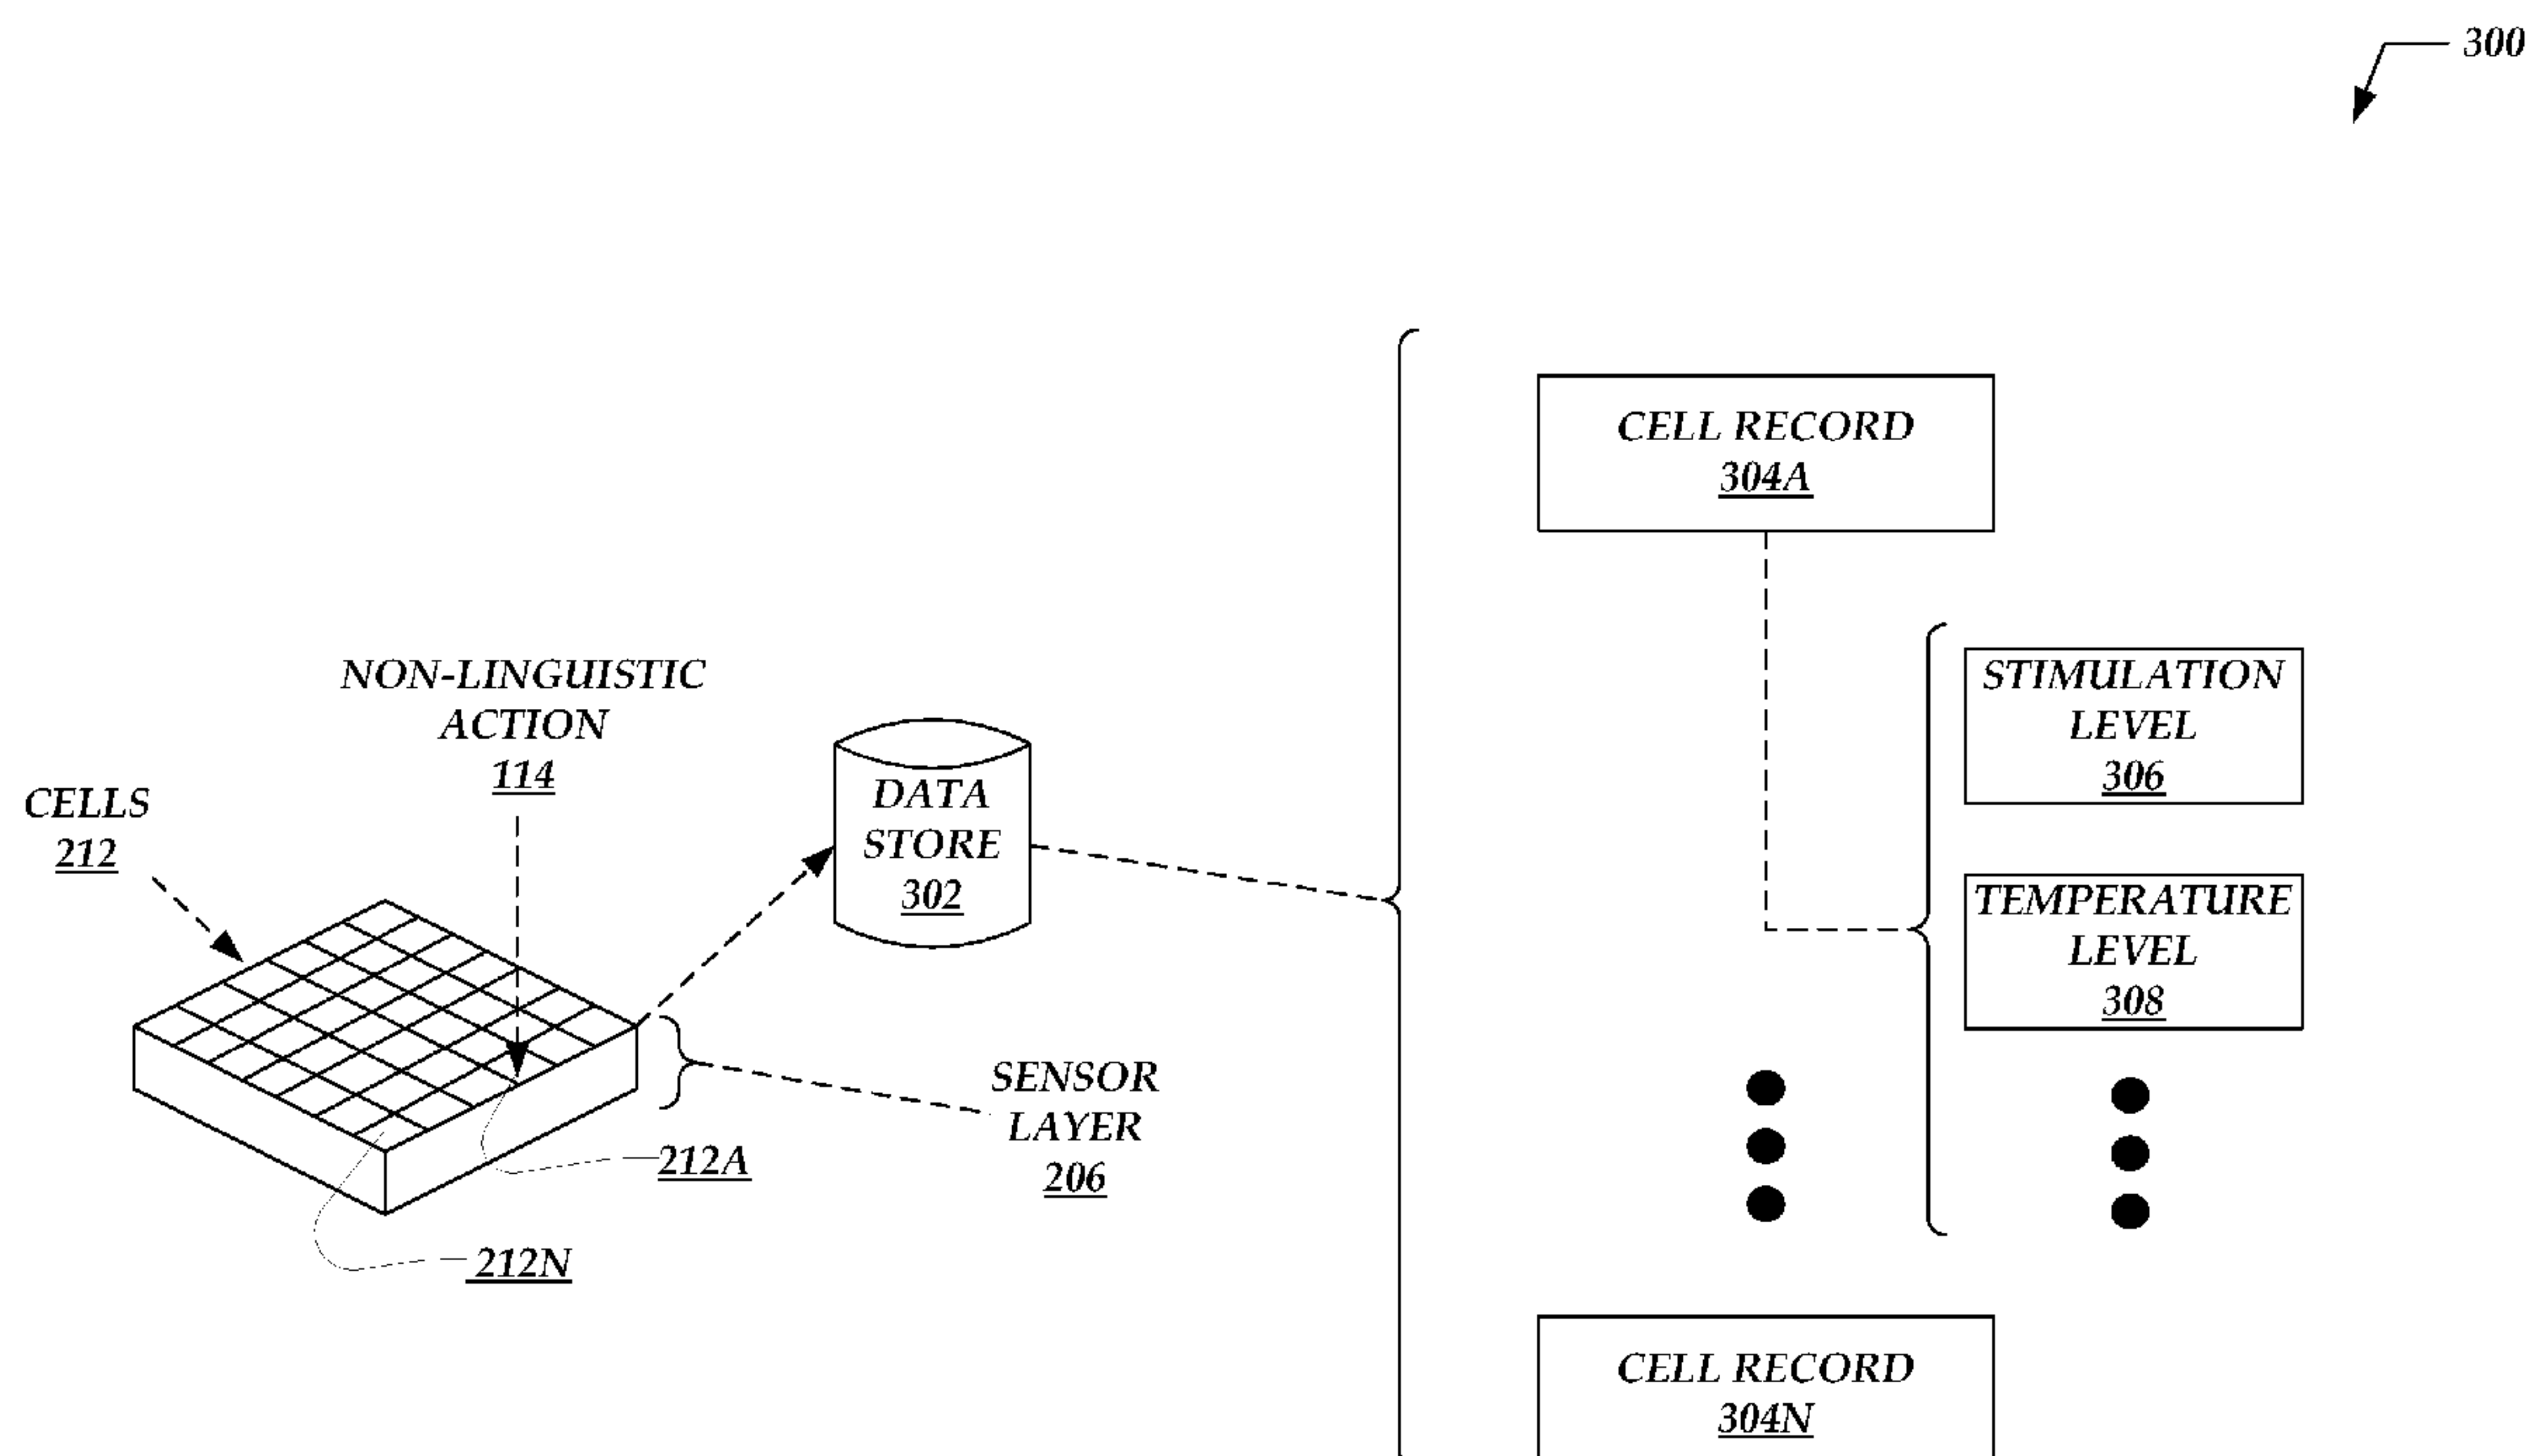 300
CELL RECORD
304A
NON-LINGUISTIC
ACTION
114
STIMULATION
LEVEL
306
CELLS
212
DATA
STORE
302
TEMPERATURE
LEVEL
308
SENSOR
LAYER
206
212A
212N
CELL RECORD
304N